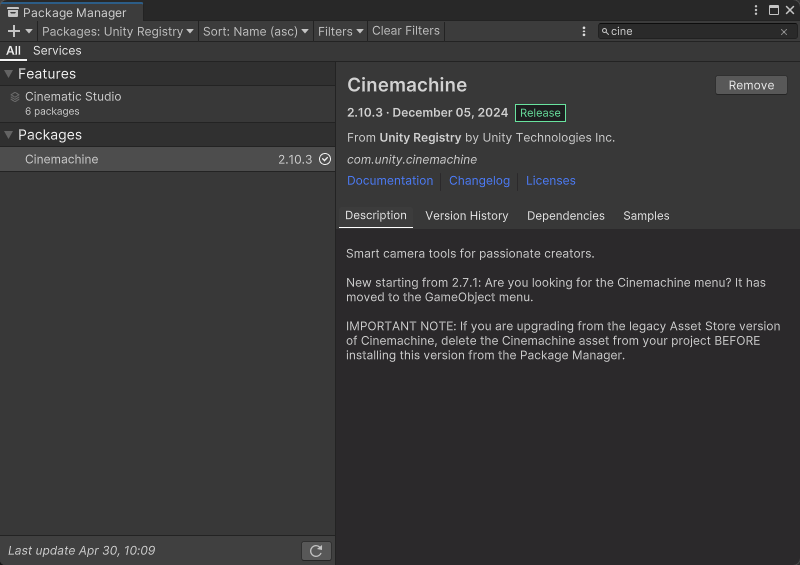 Package Manager
Packages: Unity Registry Sort: Name (asc) Filters Clear Filters cine
All Services
Features
Cinematic Studio
6 packages
Packages
Cinemachine 2.10.3
Last update Apr 30, 10:09
Cinemachine
Remove
2.10.3 · December 05, 2024 Release
From Unity Registry by Unity Technologies Inc.
com.unity.cinemachine
Documentation Changelog Licenses
Description Version History Dependencies Samples
Smart camera tools for passionate creators.
New starting from 2.7.1: Are you looking for the Cinemachine menu? It has
moved to the GameObject menu.
IMPORTANT NOTE: If you are upgrading from the legacy Asset Store version
of Cinemachine, delete the Cinemachine asset from your project BEFORE
installing this version from the Package Manager.